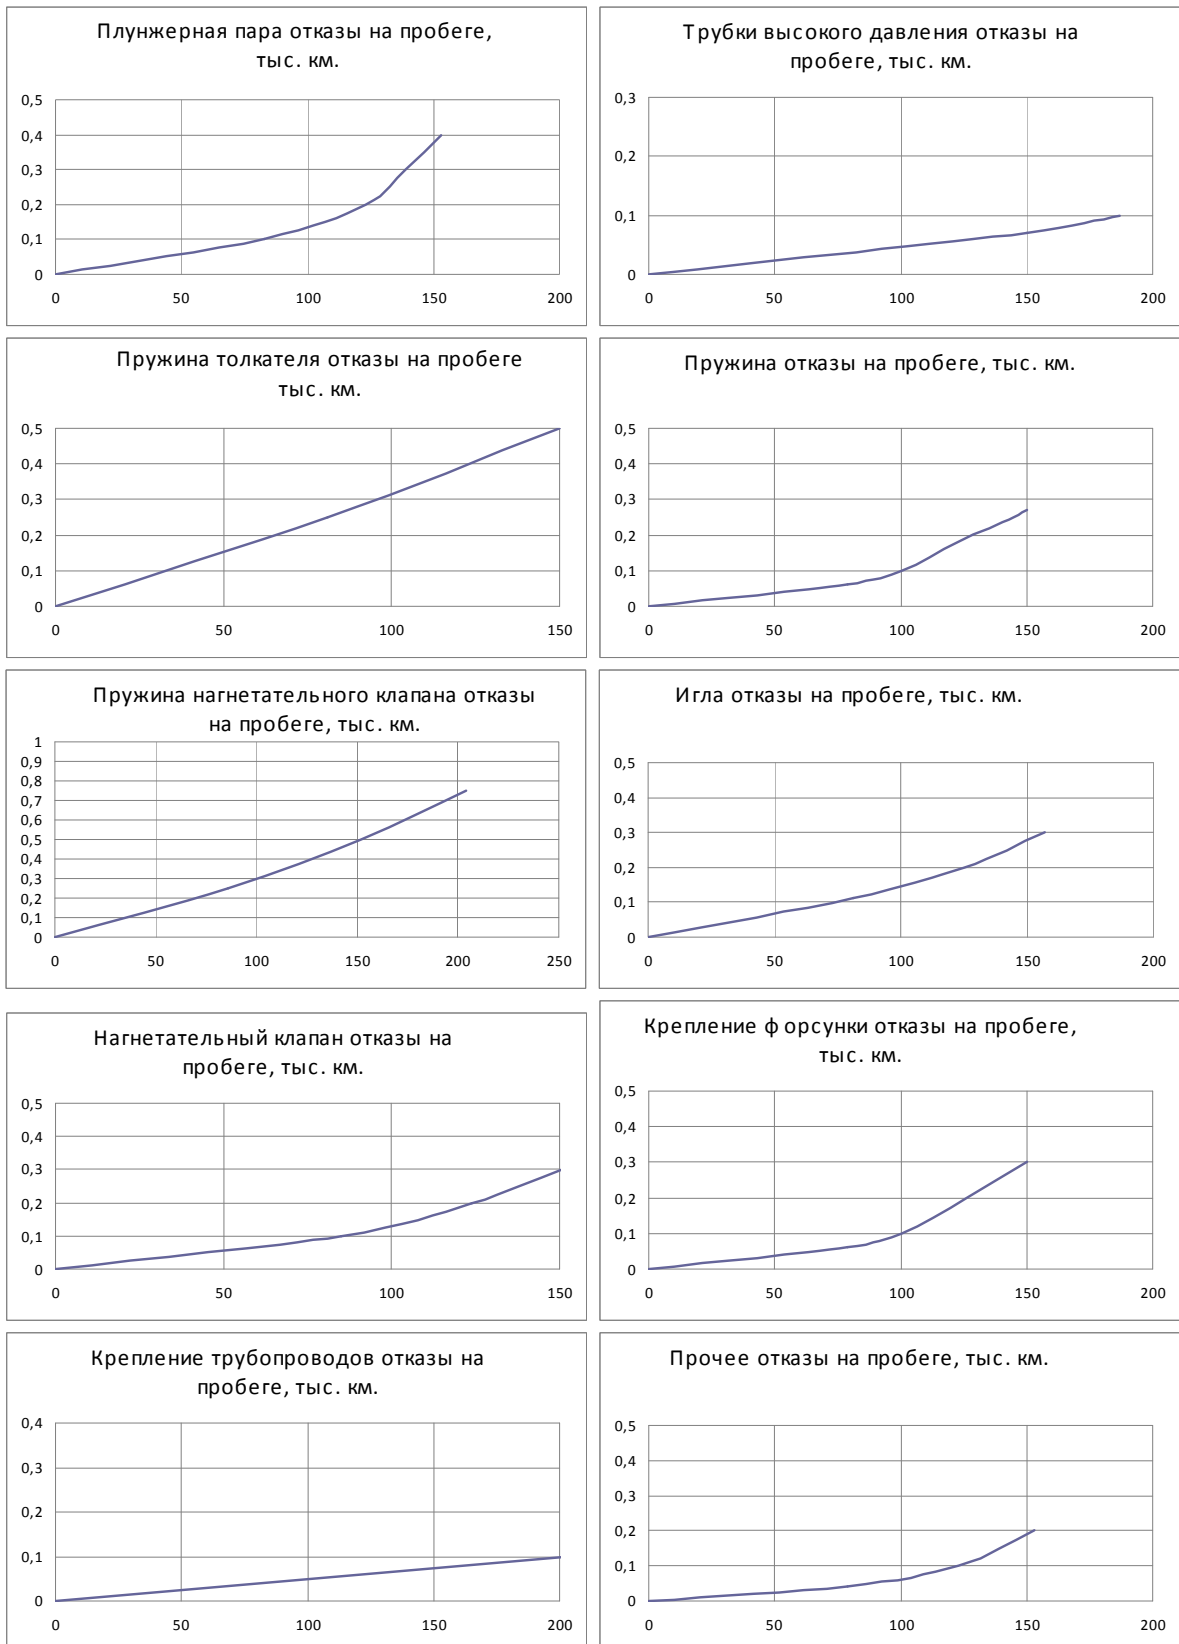 Плунжерная пара отказы на пробеге,
тыс. км.
0,5
0,4
0,3
0,2
0,1
0
0 50 100 150 200
Трубки высокого давления отказы на
пробеге, тыс. км.
0,3
0,2
0,1
0
0 50 100 150 200
Пружина толкателя отказы на пробеге
тыс. км.
0,5
0,4
0,3
0,2
0,1
0
0 50 100 150
Пружина отказы на пробеге, тыс. км.
0,5
0,4
0,3
0,2
0,1
0
0 50 100 150 200
Пружина нагнетательного клапана отказы
на пробеге, тыс. км.
1
0,9
0,8
0,7
0,6
0,5
0,4
0,3
0,2
0,1
0
0 50 100 150 200 250
Игла отказы на пробеге, тыс. км.
0,5
0,4
0,3
0,2
0,1
0
0 50 100 150 200
Нагнетательный клапан отказы на
пробеге, тыс. км.
0,5
0,4
0,3
0,2
0,1
0
0 50 100 150
Крепление форсунки отказы на пробеге,
тыс. км.
0,5
0,4
0,3
0,2
0,1
0
0 50 100 150 200
Крепление трубопроводов отказы на
пробеге, тыс. км.
0,4
0,3
0,2
0,1
0
0 50 100 150 200
Прочее отказы на пробеге, тыс. км.
0,5
0,4
0,3
0,2
0,1
0
0 50 100 150 200